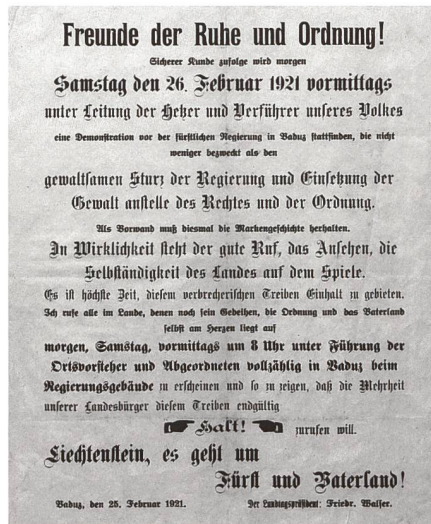 Freunde der Ruhe und Ordnung!
Sicherer Kunde zufolge wird morgen
Samstag den 26. Februar 1921 vormittags
unter Leitung der Hetzer und Verführer unseres Volkes
eine Demonstration vor der fürstlichen Regierung in Vaduz stattfinden, die nicht
weniger bezweckt als den
gewaltsamen Sturz der Regierung und Einsetzung der
Gewalt anstelle des Rechtes und der Ordnung.
Als Vorwand muß diesmal die Markengeschichte herhalten.
In Wirklichkeit steht der gute Ruf, das Ansehen, die
Selbständigkeit des Landes auf dem Spiele.
Es ist höchste Zeit, diesem verbrecherischen Treiben Einhalt zu gebieten.
Ich rufe alle im Lande, denen noch sein Gedeihen, die Ordnung und das Vaterland
selbst am Herzen liegt auf
morgen, Samstag, vormittags um 8 Uhr unter Führung der
Ortsvorsteher und Abgeordneten vollzählig in Vaduz beim
Regierungsgebäude zu erscheinen und so zu zeigen, daß die Mehrheit
unserer Landesbürger diesem Treiben endgültig
Halt! zurufen will.
Liechtenstein, es geht um
Fürst und Vaterland!
Vaduz, den 25. Februar 1921. Der Landtagspräsident: Friedr. Walser.